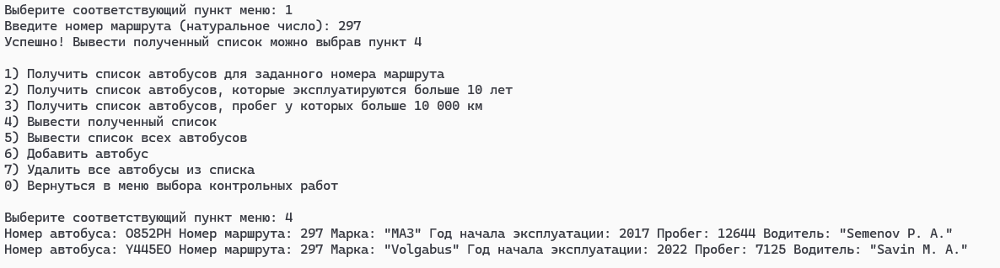 Выберите соответствующий пункт меню: 1
Введите номер маршрута (натуральное число): 297
Успешно! Вывести полученный список можно выбрав пункт 4
1) Получить список автобусов для заданного номера маршрута
2) Получить список автобусов, которые эксплуатируются больше 10 лет
3) Получить список автобусов, пробег у которых больше 10 000 км
4) Вывести полученный список
5) Вывести список всех автобусов
6) Добавить автобус
7) Удалить все автобусы из списка
0) Вернуться в меню выбора контрольных работ
Выберите соответствующий пункт меню: 4
Номер автобуса: O852PH Номер маршрута: 297 Марка: "МАЗ" Год начала эксплуатации: 2017 Пробег: 12644 Водитель: "Semenov P. A."
Номер автобуса: Y445EO Номер маршрута: 297 Марка: "Volgabus" Год начала эксплуатации: 2022 Пробег: 7125 Водитель: "Savin M. A."